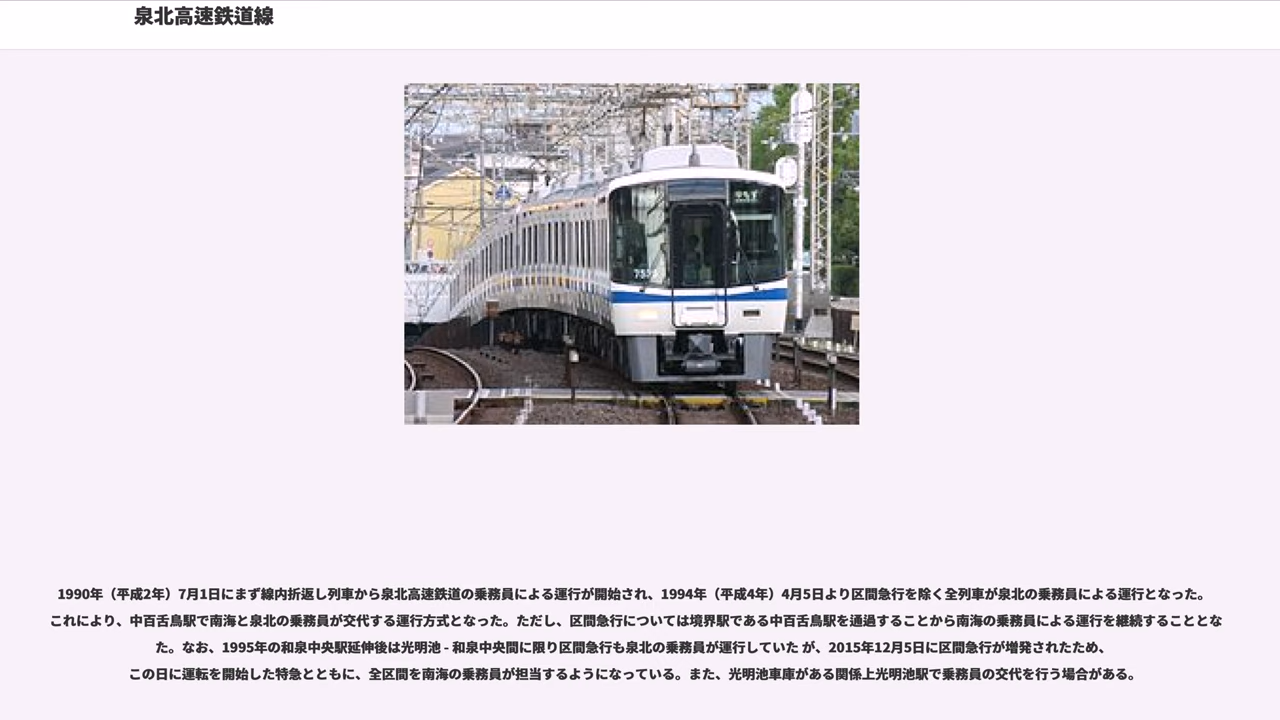 泉北高速鉄道線
1990年（平成2年）7月1日にまず線内折返し列車から泉北高速鉄道の乗務員による運行が開始され、1994年（平成4年）4月5日より区間急行を除く全列車が泉北の乗務員による運行となった。
これにより、中百舌鳥駅で南海と泉北の乗務員が交代する運行方式となった。ただし、区間急行については境界駅である中百舌鳥駅を通過することから南海の乗務員による運行を継続することとな
た。なお、1995年の和泉中央駅延伸後は光明池 - 和泉中央間に限り区間急行も泉北の乗務員が運行していた が、2015年12月5日に区間急行が増発されたため、
この日に運転を開始した特急とともに、全区間を南海の乗務員が担当するようになっている。また、光明池車庫がある関係上光明池駅で乗務員の交代を行う場合がある。